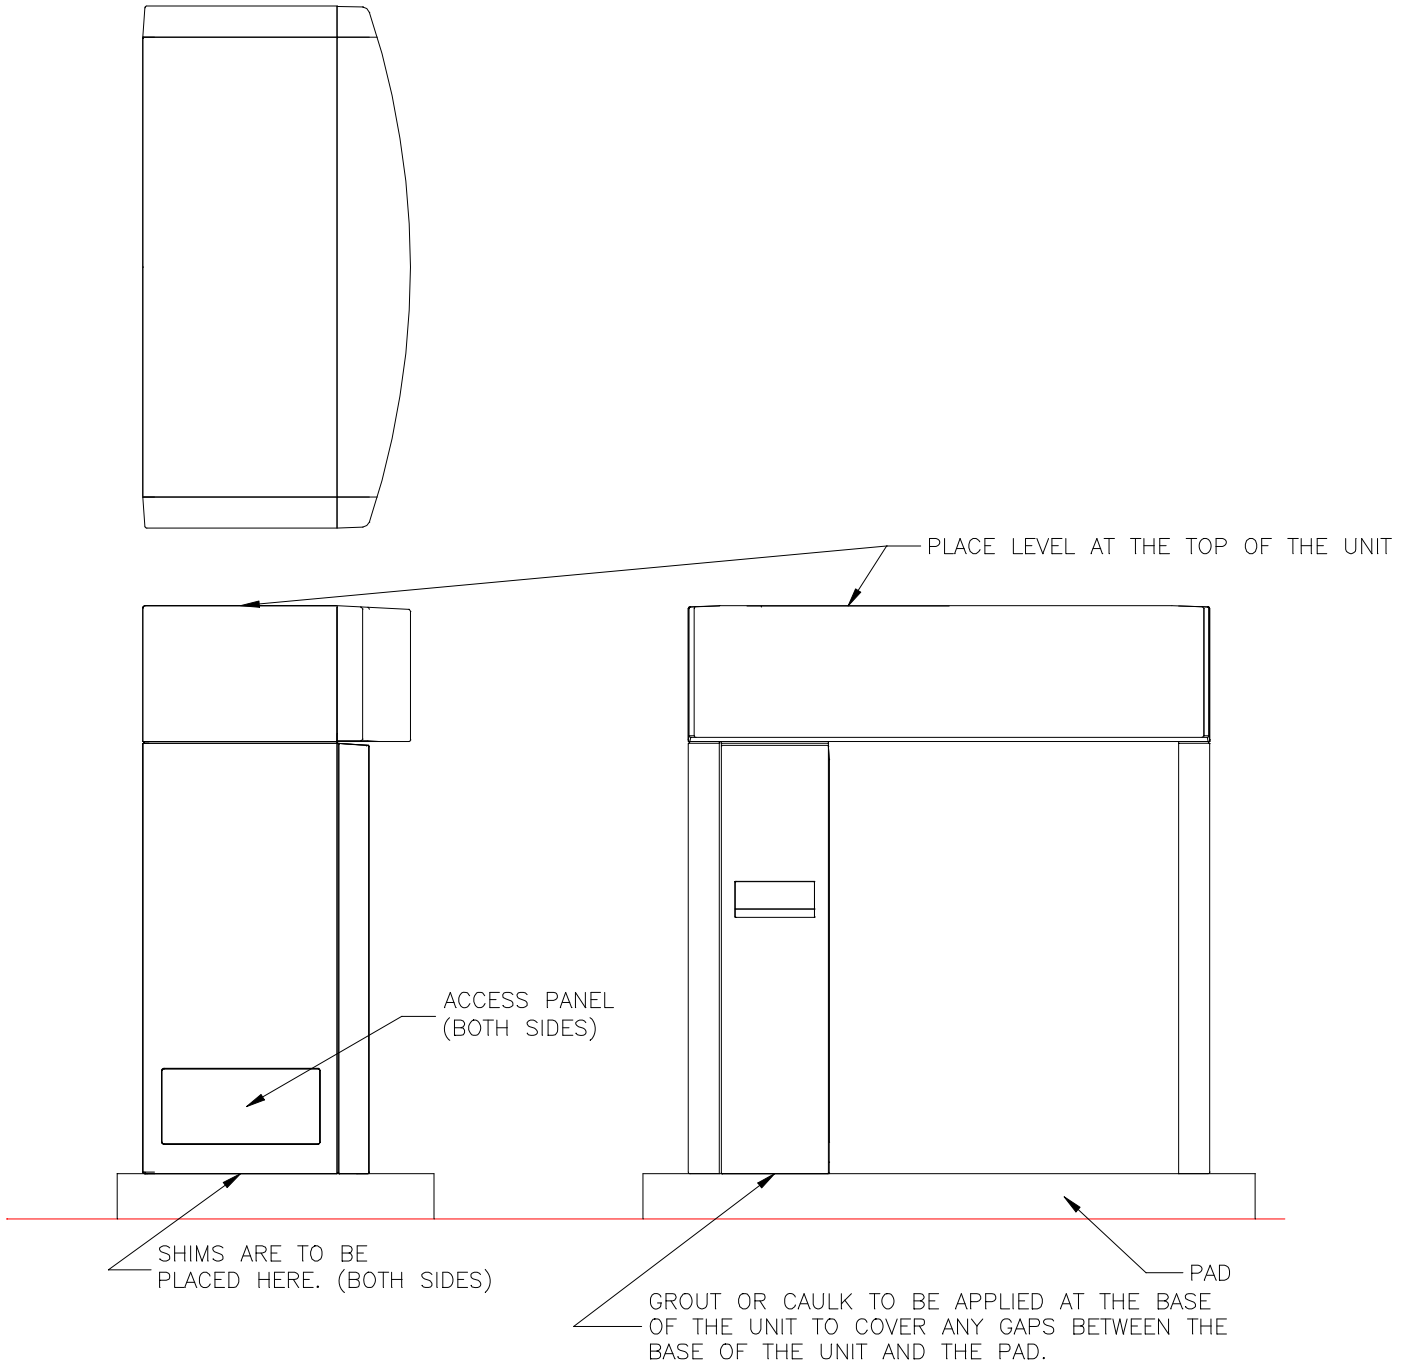 PLACE LEVEL AT THE TOP OF THE UNIT
ACCESS PANEL
(BOTH SIDES)
SHIMS ARE TO BE
PLACED HERE. (BOTH SIDES)
PAD
GROUT OR CAULK TO BE APPLIED AT THE BASE
OF THE UNIT TO COVER ANY GAPS BETWEEN THE
BASE OF THE UNIT AND THE PAD.